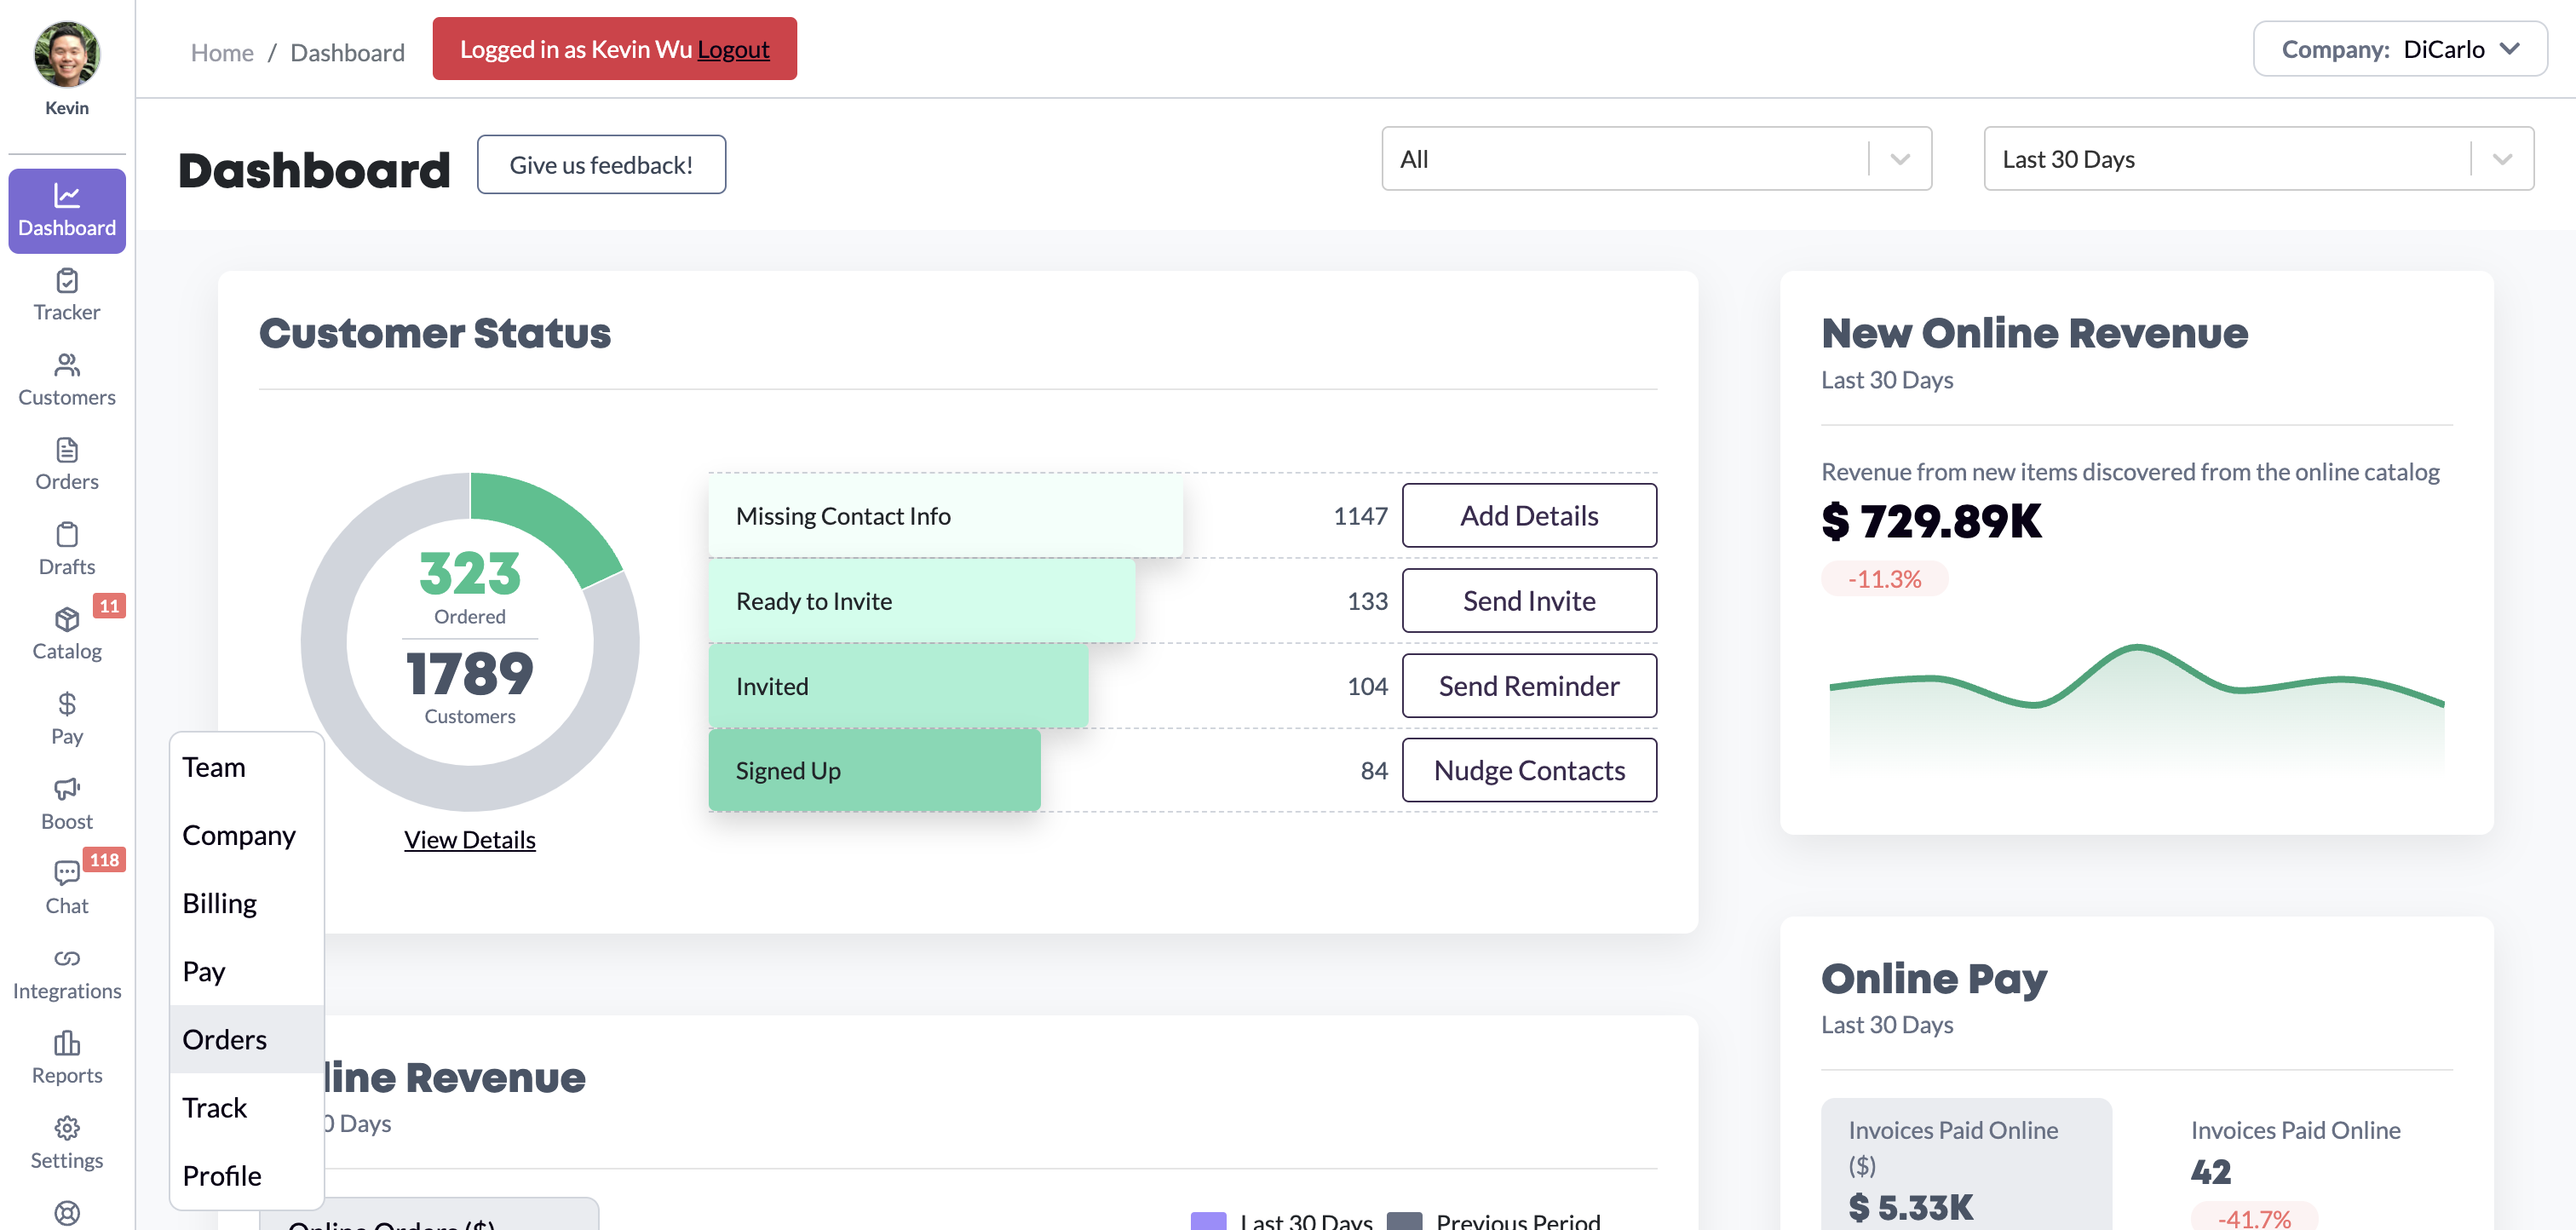 Kevin
Dashboard
Tracker
Customers
Orders
Drafts
11
Catalog
Pay
Boost
118
Chat
Integrations
Reports
Settings
Home / Dashboard
Logged in as Kevin Wu Logout
Company: DiCarlo
Dashboard
Give us feedback!
All
Last 30 Days
Customer Status
323
Ordered
1789
Customers
View Details
Missing Contact Info 1147 Add Details
Ready to Invite 133 Send Invite
Invited 104 Send Reminder
Signed Up 84 Nudge Contacts
New Online Revenue
Last 30 Days
Revenue from new items discovered from the online catalog
$ 729.89K
-11.3%
Team
Company
Billing
Pay
Orders
Track
Profile
line Revenue
0 Days
Online Orders ($)
Last 30 Days
Previous Period
Online Pay
Last 30 Days
Invoices Paid Online
($)
$ 5.33K
Invoices Paid Online
42
-41.7%